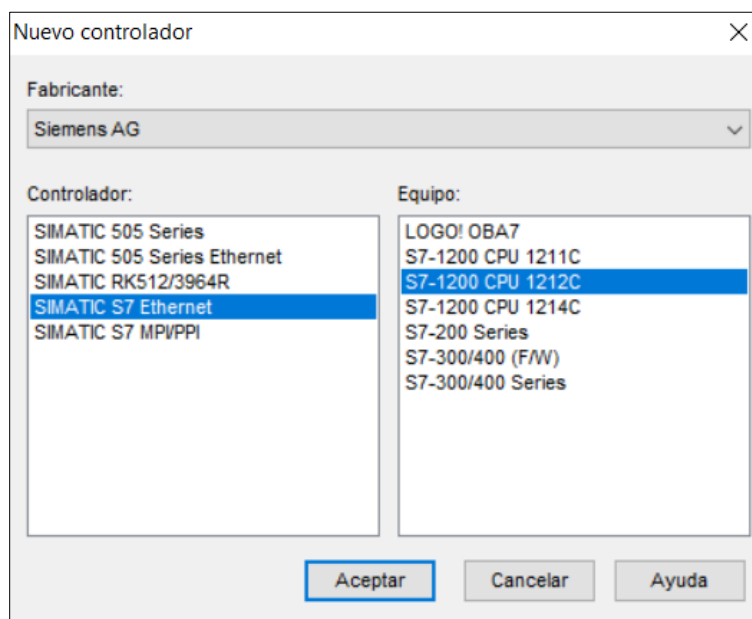 Nuevo controlador
Fabricante:
Siemens AG
Controlador:
SIMATIC 505 Series
SIMATIC 505 Series Ethernet
SIMATIC RK512/3964R
SIMATIC S7 Ethernet
SIMATIC S7 MPI/PPI
Equipo:
LOGO! OBA7
S7-1200 CPU 1211C
S7-1200 CPU 1212C
S7-1200 CPU 1214C
S7-200 Series
S7-300/400 (F/W)
S7-300/400 Series
Aceptar
Cancelar
Ayuda